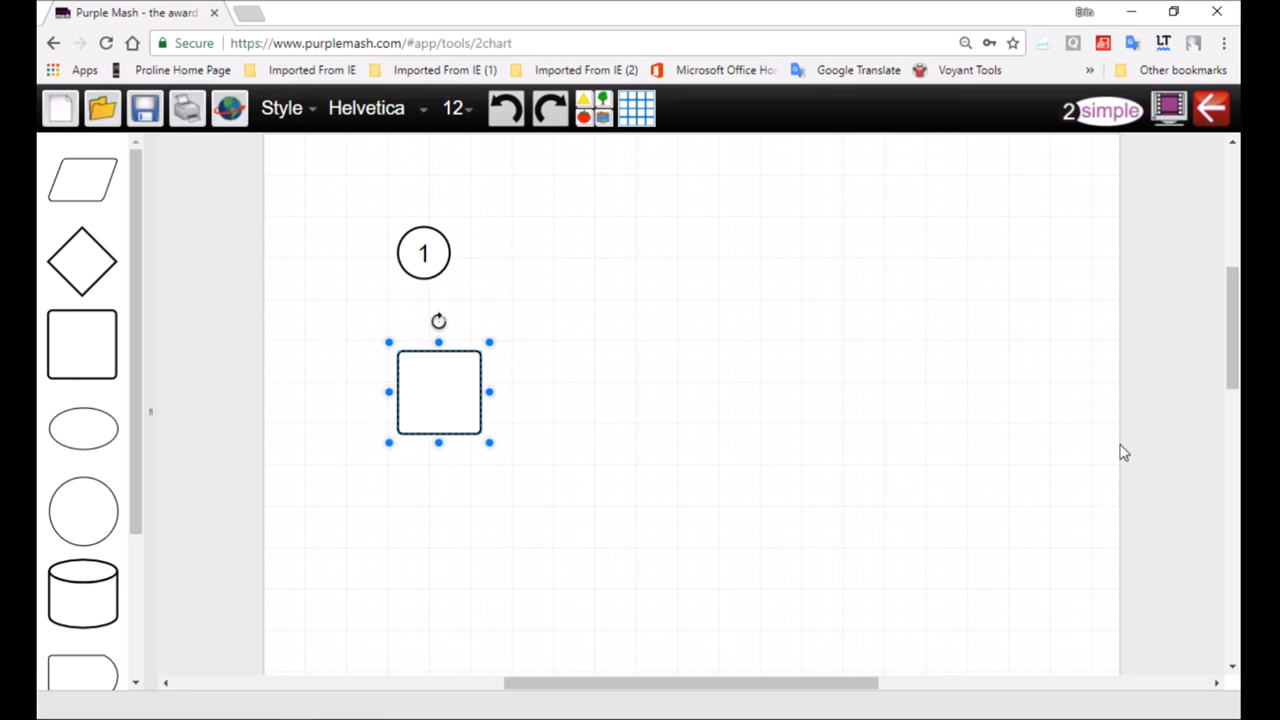 Purple Mash - the award
Erin
Secure
https://www.purplemash.com/#app/tools/2chart
Apps
Proline Home Page
Imported From IE
Imported From IE (1)
Imported From IE (2)
Microsoft Office Hor
Google Translate
Voyant Tools
»
Other bookmarks
Style
Helvetica
12
2simple
1